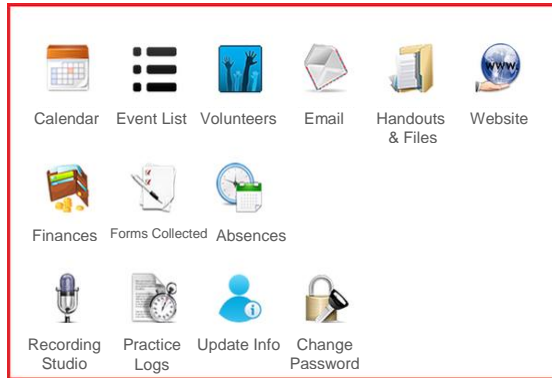 www.
Calendar Event List Volunteers Email Handouts & Files Website
Finances Forms Collected Absences
Recording Studio Practice Logs Update Info Change Password